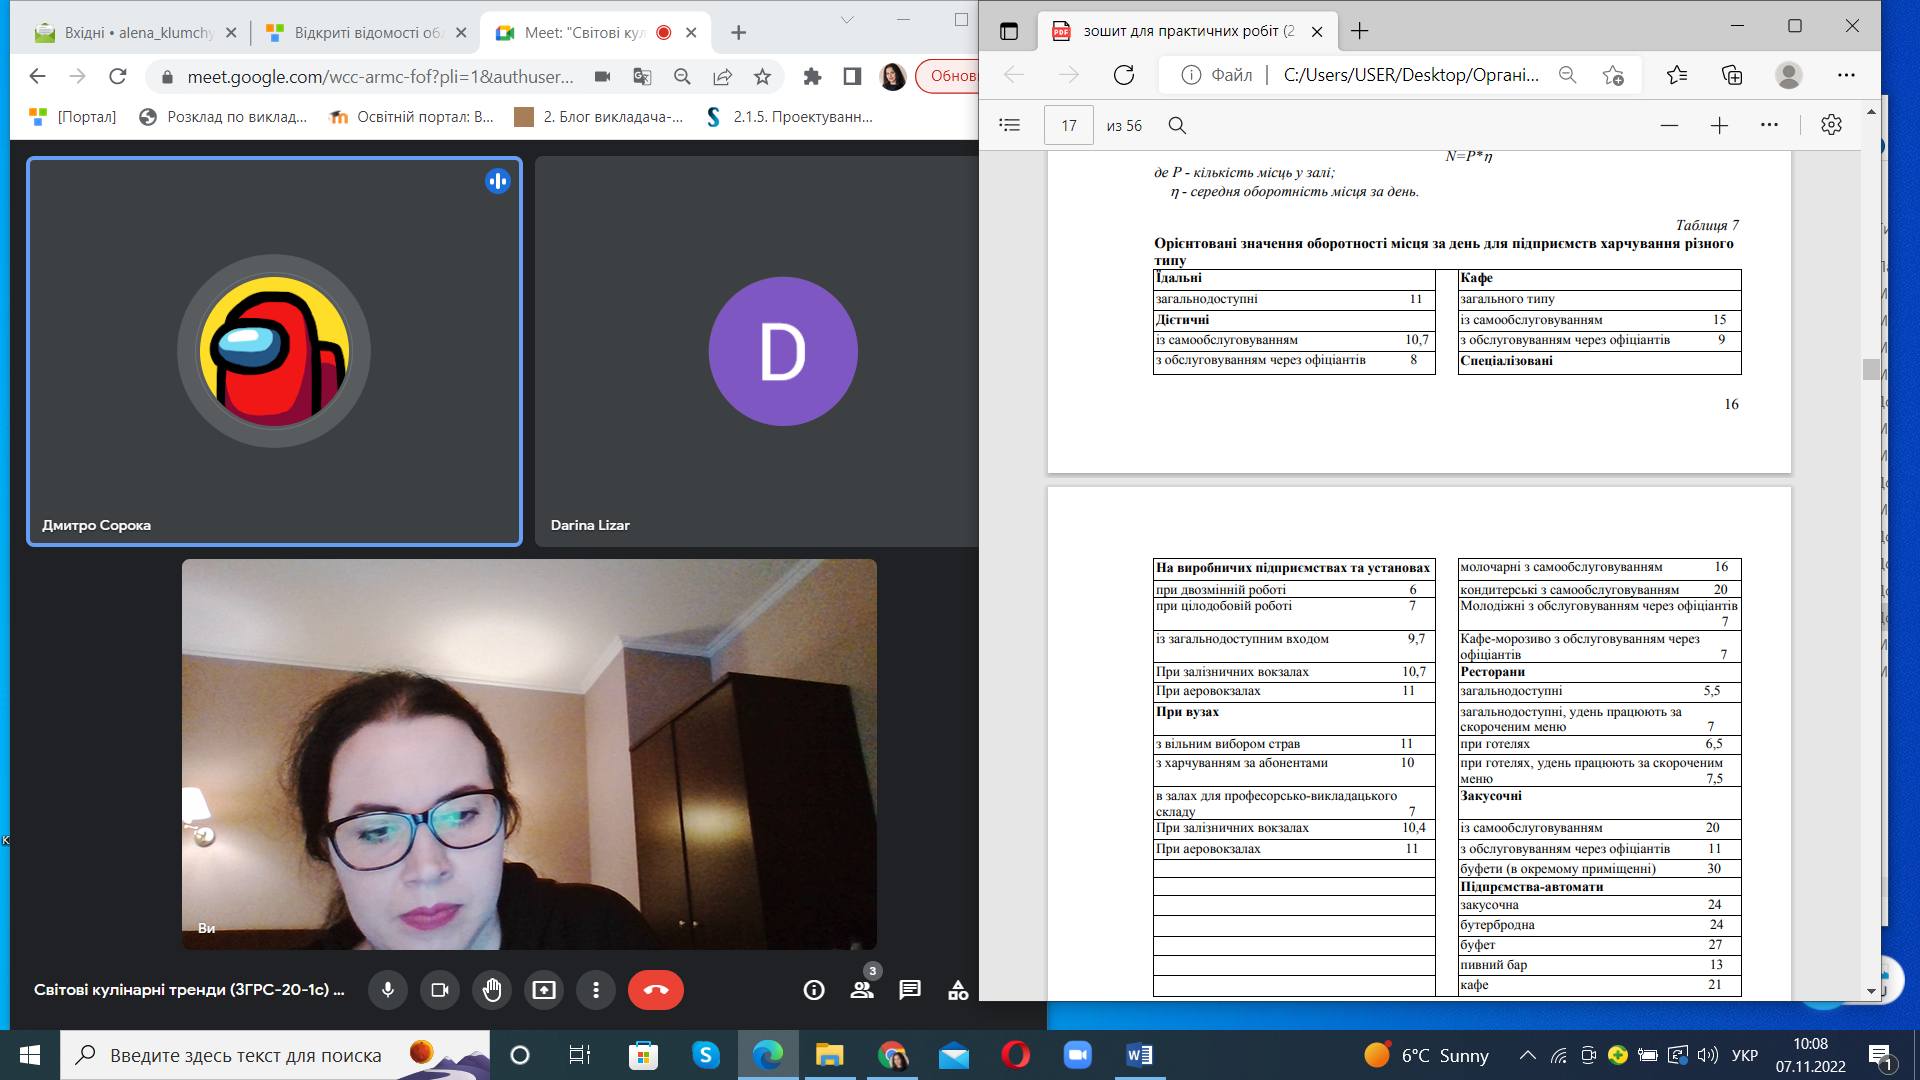 Вхідні • alena_klumchy
Відкриті відомості об
Meet: "Світові кул
meet.google.com/wcc-armc-fof?pli=1&authuser...
Обнов
[Портал]
Розклад по виклад...
Освітній портал: В...
2. Блог викладача-...
2.1.5. Проектуванн...
Дмитро Сорока
D
Darina Lizar
Ви
Світові кулінарні тренди (ЗГРС-20-1с) ...
3
зошит для практичних робіт (2
Файл
C:/Users/USER/Desktop/Органі...
17
из 56
N=P*η
де P - кількість місць у залі;
η - середня оборотність місця за день.
Таблиця 7
Орієнтовані значення оборотності місця за день для підприємств харчування різного
типу
Їдальні
загальнодоступні 11
Дієтичні
із самообслуговуванням 10,7
з обслуговуванням через офіціантів 8
Кафе
загального типу
із самообслуговуванням 15
з обслуговуванням через офіціантів 9
Спеціалізовані
16
На виробничих підприємствах та установах
при двозмінній роботі 6
при цілодобовій роботі 7
із загальнодоступним входом 9,7
При залізничних вокзалах 10,7
При аеровокзалах 11
При вузах
з вільним вибором страв 11
з харчуванням за абонентами 10
в залах для професорсько-викладацького
складу 7
При залізничних вокзалах 10,4
При аеровокзалах 11
молочарні з самообслуговуванням 16
кондитерські з самообслуговуванням 20
Молодіжні з обслуговуванням через офіціантів
7
Кафе-морозиво з обслуговуванням через
офіціантів 7
Ресторани
загальнодоступні 5,5
загальнодоступні, удень працюють за
скороченим меню 7
при готелях 6,5
при готелях, удень працюють за скороченим
меню 7,5
Закусочні
із самообслуговуванням 20
з обслуговуванням через офіціантів 11
буфети (в окремому приміщенні) 30
Підпрємства-автомати
закусочна 24
бутербродна 24
буфет 27
пивний бар 13
кафе 21
Введите здесь текст для поиска
6°C Sunny
УКР
10:08
07.11.2022
1